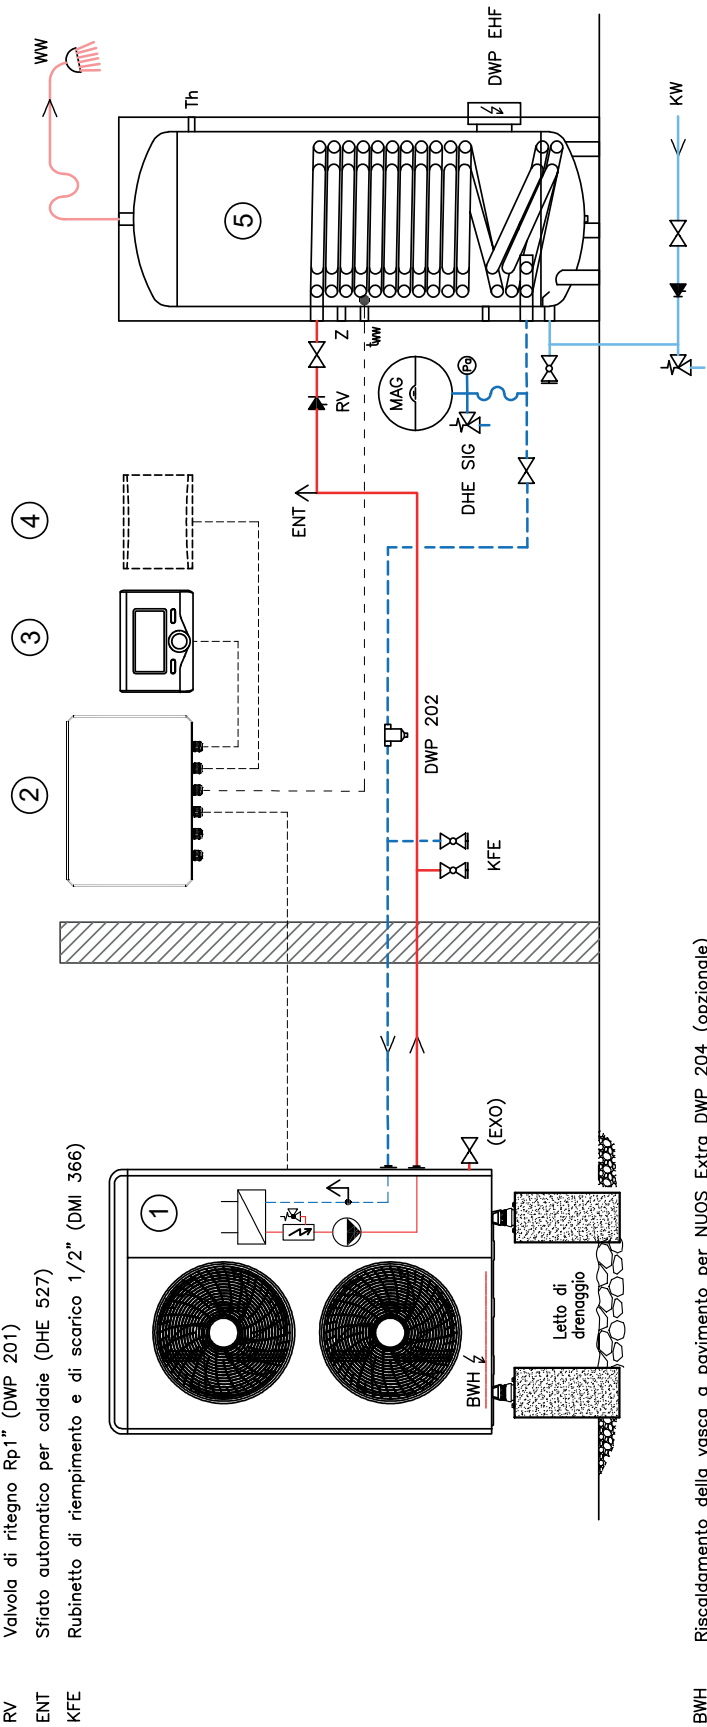 RV Valvola di ritegno Rp1" (DWP 201)
ENT Sfiato automatico per caldaie (DHE 527)
KFE Rubinetto di riempimento e di scarico 1/2" (DMI 366)
1
2
3
4
5
WW
Th
DWP EHF
KW
Z
tww
RV
MAG
Pa
DHE SIG
ENT
DWP 202
KFE
(EXO)
BWH
Letto di
drenaggio
BWH Riscaldamento della vasca a pavimento per NUOS Extra DWP 204 (opzionale)